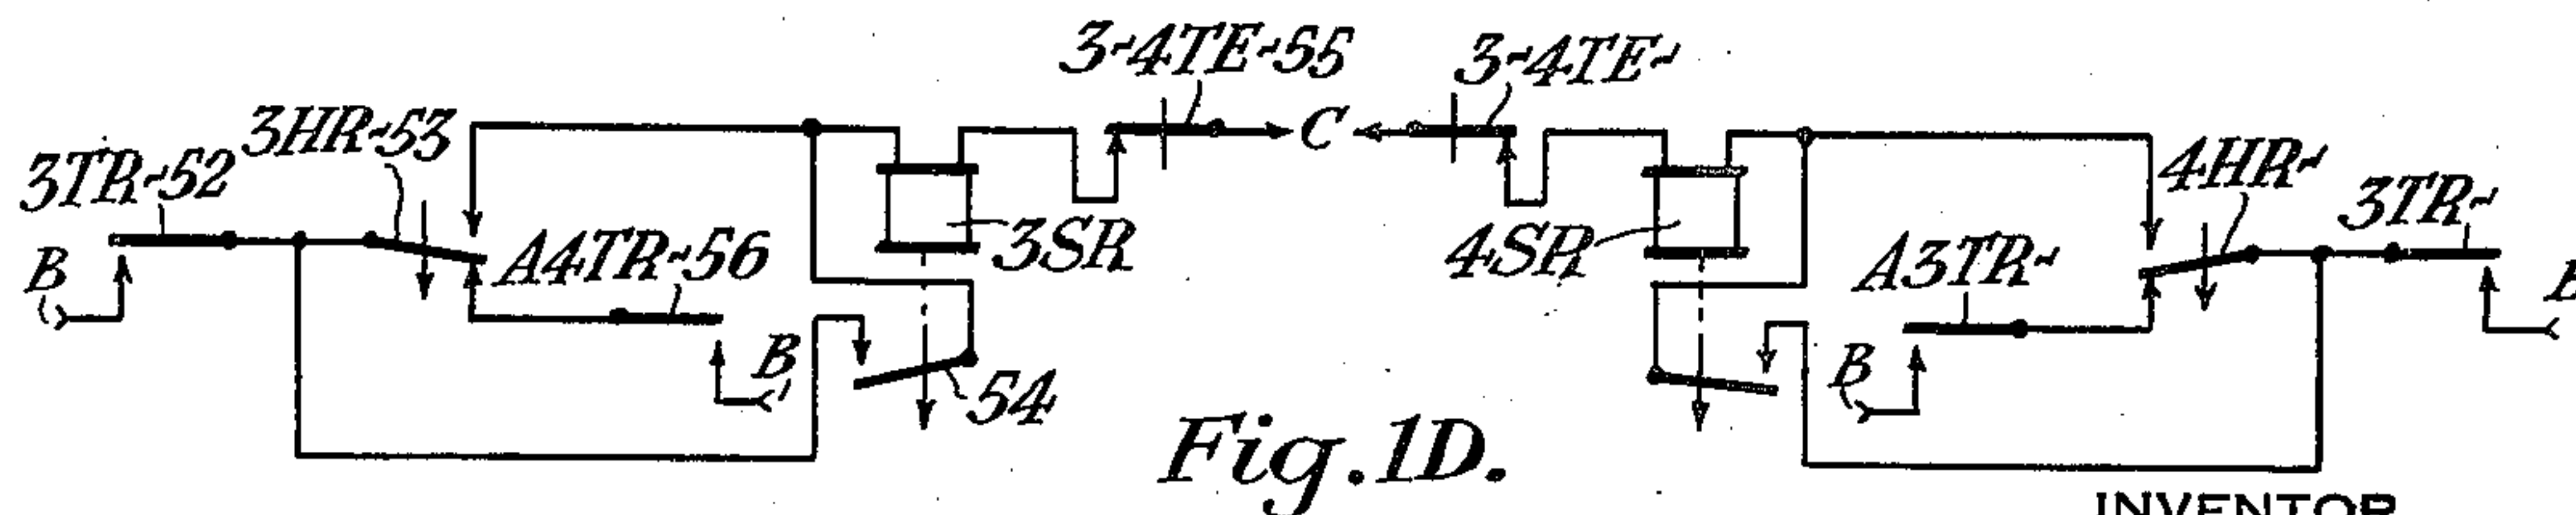 3-4TE-55
3-4TE-
3HR-53
C
3TR-52
4HR-
3TR-
B
A4TR-56
3SR
4SR
A3TR-
B
B
B
54
Fig. 1D.
INVENTOR